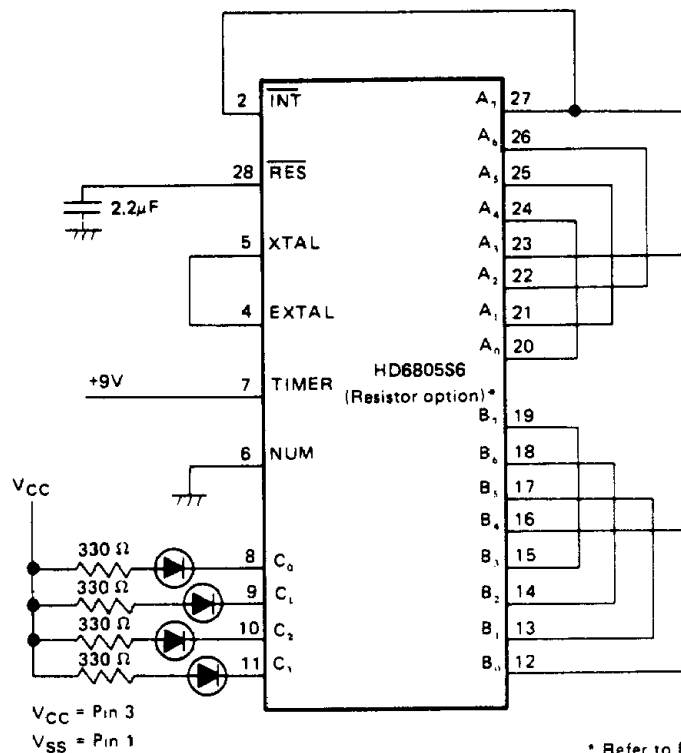 2 INT A7 27
A6 26
28 RES A5 25
2.2μF A4 24
5 XTAL A3 23
A2 22
4 EXTAL A1 21
A0 20
HD6805S6
+9V 7 TIMER (Resistor option)*
B7 19
6 NUM B6 18
B5 17
VCC B4 16
330 Ω 8 C0 B3 15
330 Ω 9 C1 B2 14
330 Ω 10 C2 B1 13
330 Ω 11 C3 B0 12
VCC = Pin 3
VSS = Pin 1
* Refer to